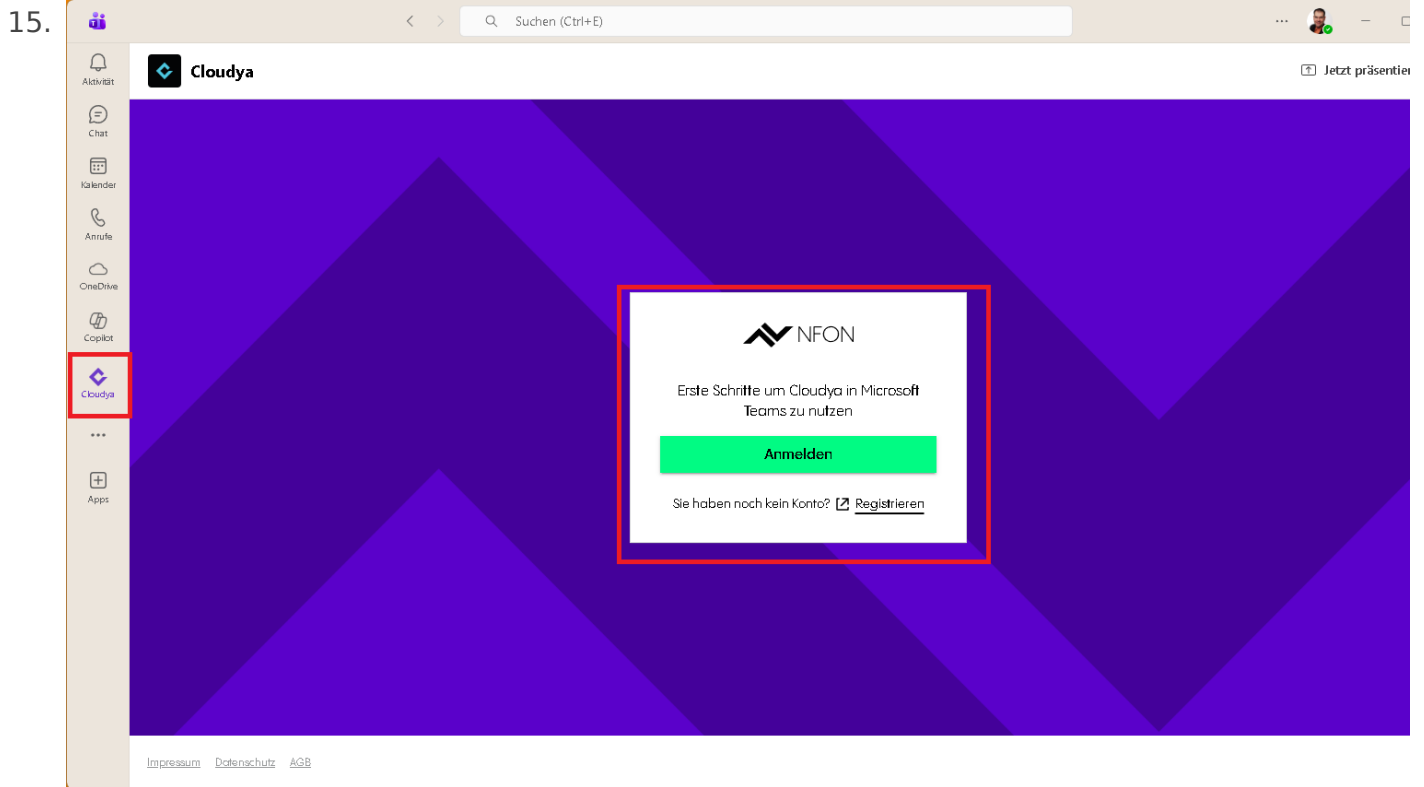 15.
Suchen (Ctrl+E)
Aktivität
Cloudya
Jetzt präsentier
Chat
Kalender
Anrufe
OneDrive
Copilot
Cloudya
Apps
NFON
Erste Schritte um Cloudya in Microsoft
Teams zu nutzen
Anmelden
Sie haben noch kein Konto? Registrieren
Impressum Datenschutz AGB